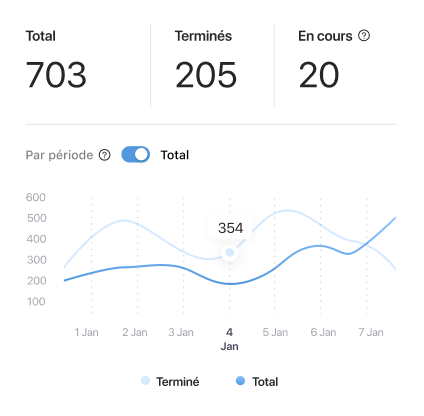 Total Terminés En cours ?
703 205 20
Par période ? Total
600
500
400
300
200
100
354
1 Jan 2 Jan 3 Jan 4 Jan 5 Jan 6 Jan 7 Jan
Terminé Total